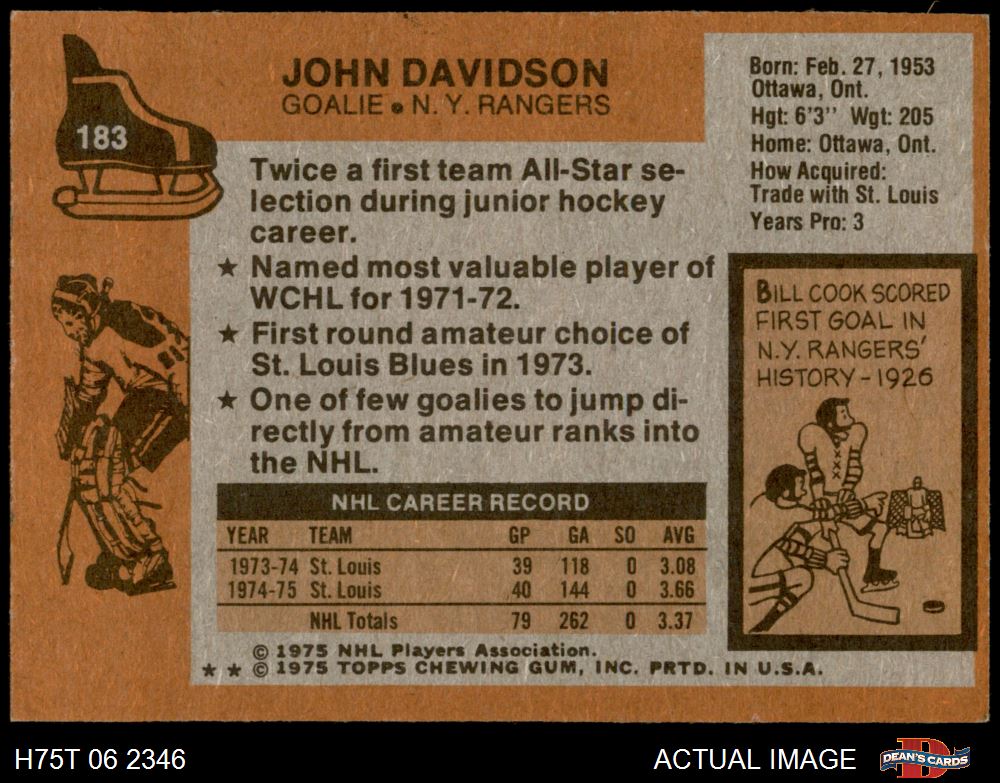 183
JOHN DAVIDSON
GOALIE • N. Y. RANGERS
Born: Feb. 27, 1953
Ottawa, Ont.
Hgt: 6'3" Wgt: 205
Home: Ottawa, Ont.
How Acquired:
Trade with St. Louis
Years Pro: 3
Twice a first team All-Star se-
lection during junior hockey
career.
★ Named most valuable player of
WCHL for 1971-72.
★ First round amateur choice of
St. Louis Blues in 1973.
★ One of few goalies to jump di-
rectly from amateur ranks into
the NHL.
BILL COOK SCORED
FIRST GOAL IN
N.Y. RANGERS'
HISTORY - 1926
NHL CAREER RECORD
YEAR TEAM GP GA SO AVG
1973-74 St. Louis 39 118 0 3.08
1974-75 St. Louis 40 144 0 3.66
NHL Totals 79 262 0 3.37
© 1975 NHL Players Association.
★ ★ © 1975 TOPPS CHEWING GUM, INC. PRTD. IN U.S.A.
H75T 06 2346
ACTUAL IMAGE
D
DEAN'S CARDS